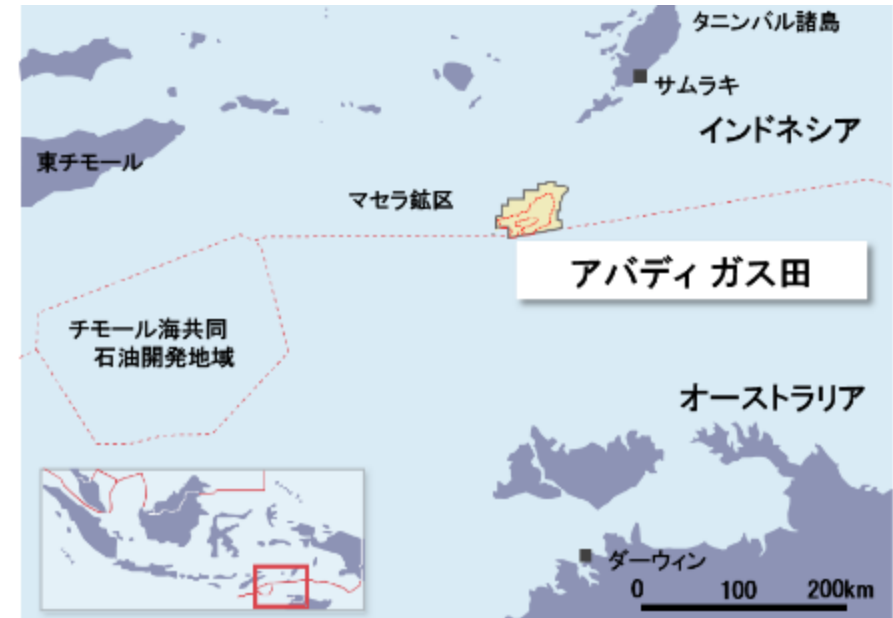 タニンバル諸島
サムラキ
インドネシア
東チモール
マセラ鉱区
アバディ ガス田
チモール海共同
石油開発地域
オーストラリア
ダーウィン
0 100 200km